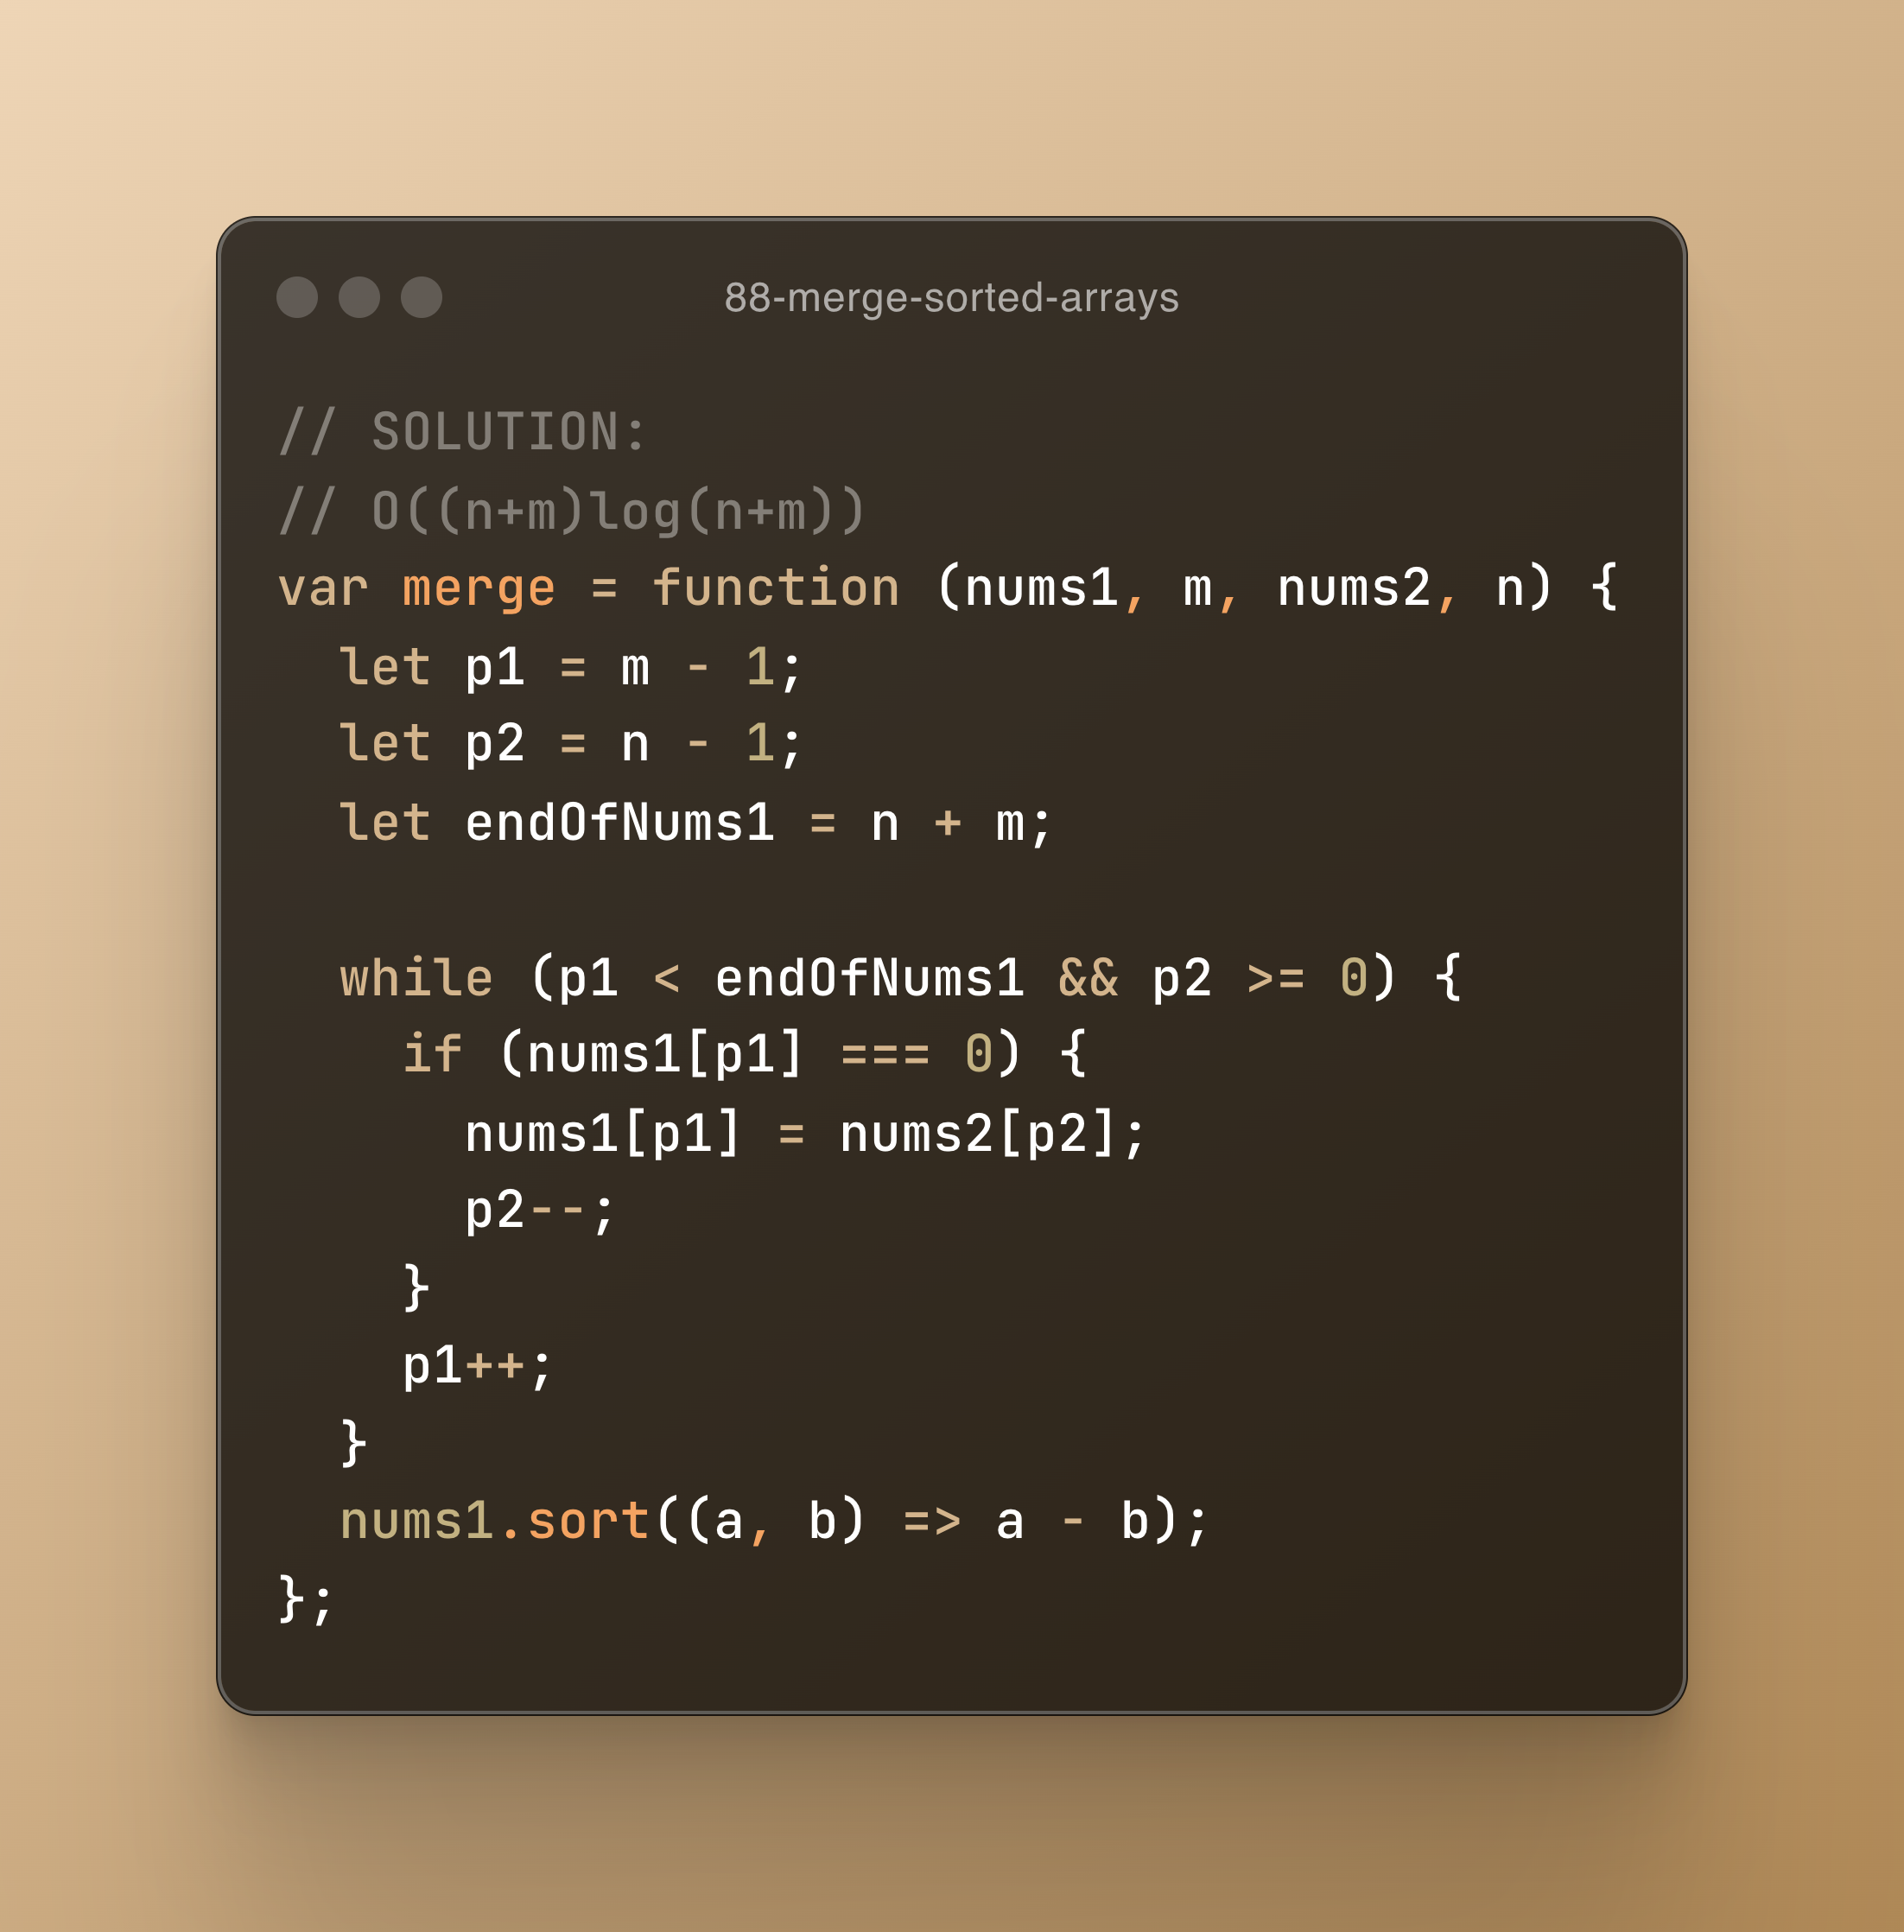 88-merge-sorted-arrays
// SOLUTION:
// O((n+m)log(n+m))
var merge = function (nums1, m, nums2, n) {
  let p1 = m - 1;
  let p2 = n - 1;
  let endOfNums1 = n + m;

  while (p1 < endOfNums1 && p2 >= 0) {
    if (nums1[p1] === 0) {
      nums1[p1] = nums2[p2];
      p2--;
    }
    p1++;
  }
  nums1.sort((a, b) => a - b);
};